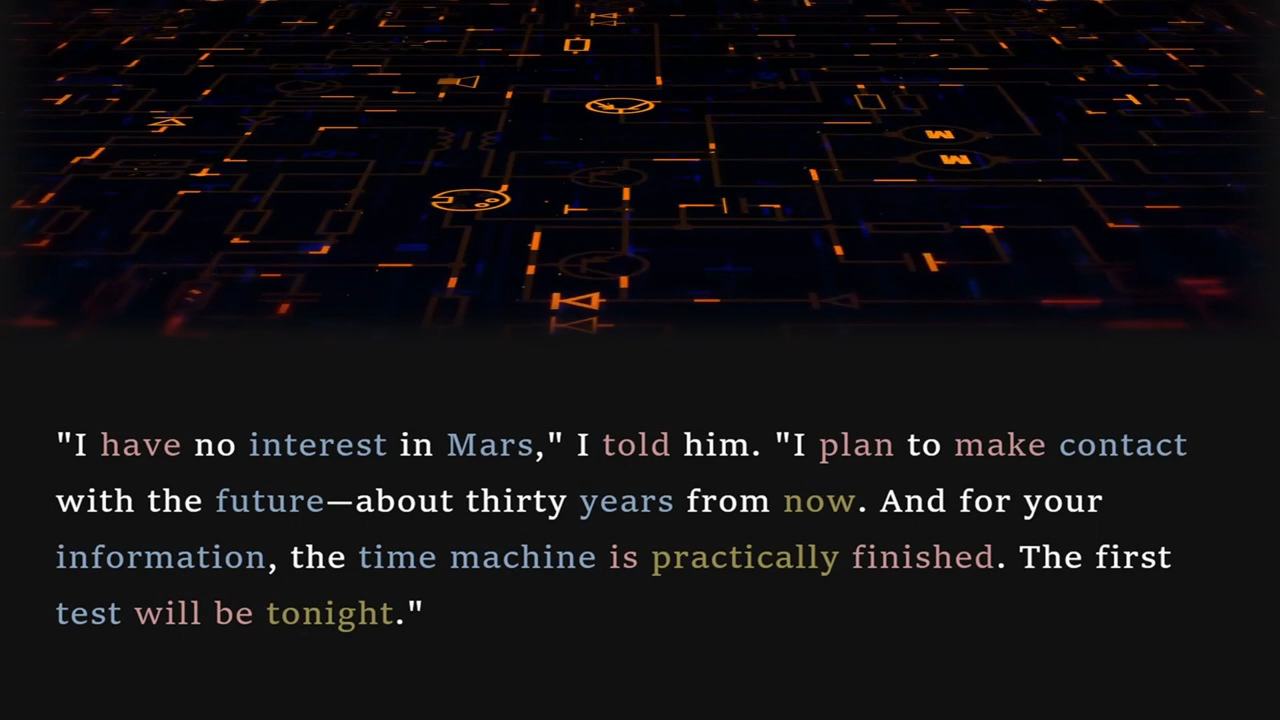 "I have no interest in Mars," I told him. "I plan to make contact
with the future—about thirty years from now. And for your
information, the time machine is practically finished. The first
test will be tonight."